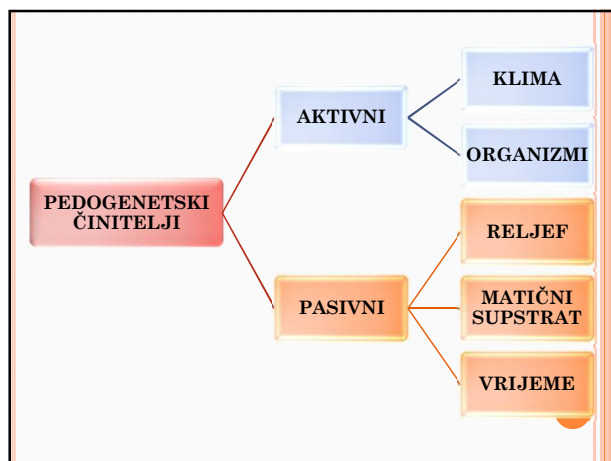 PEDOGENETSKI
ČINITELJI
AKTIVNI
KLIMA
ORGANIZMI
PASIVNI
RELJEF
MATIČNI
SUPSTRAT
VRIJEME